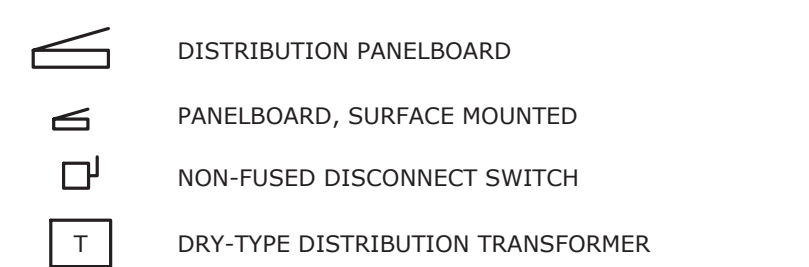 DISTRIBUTION PANELBOARD
PANELBOARD, SURFACE MOUNTED
NON-FUSED DISCONNECT SWITCH
T DRY-TYPE DISTRIBUTION TRANSFORMER